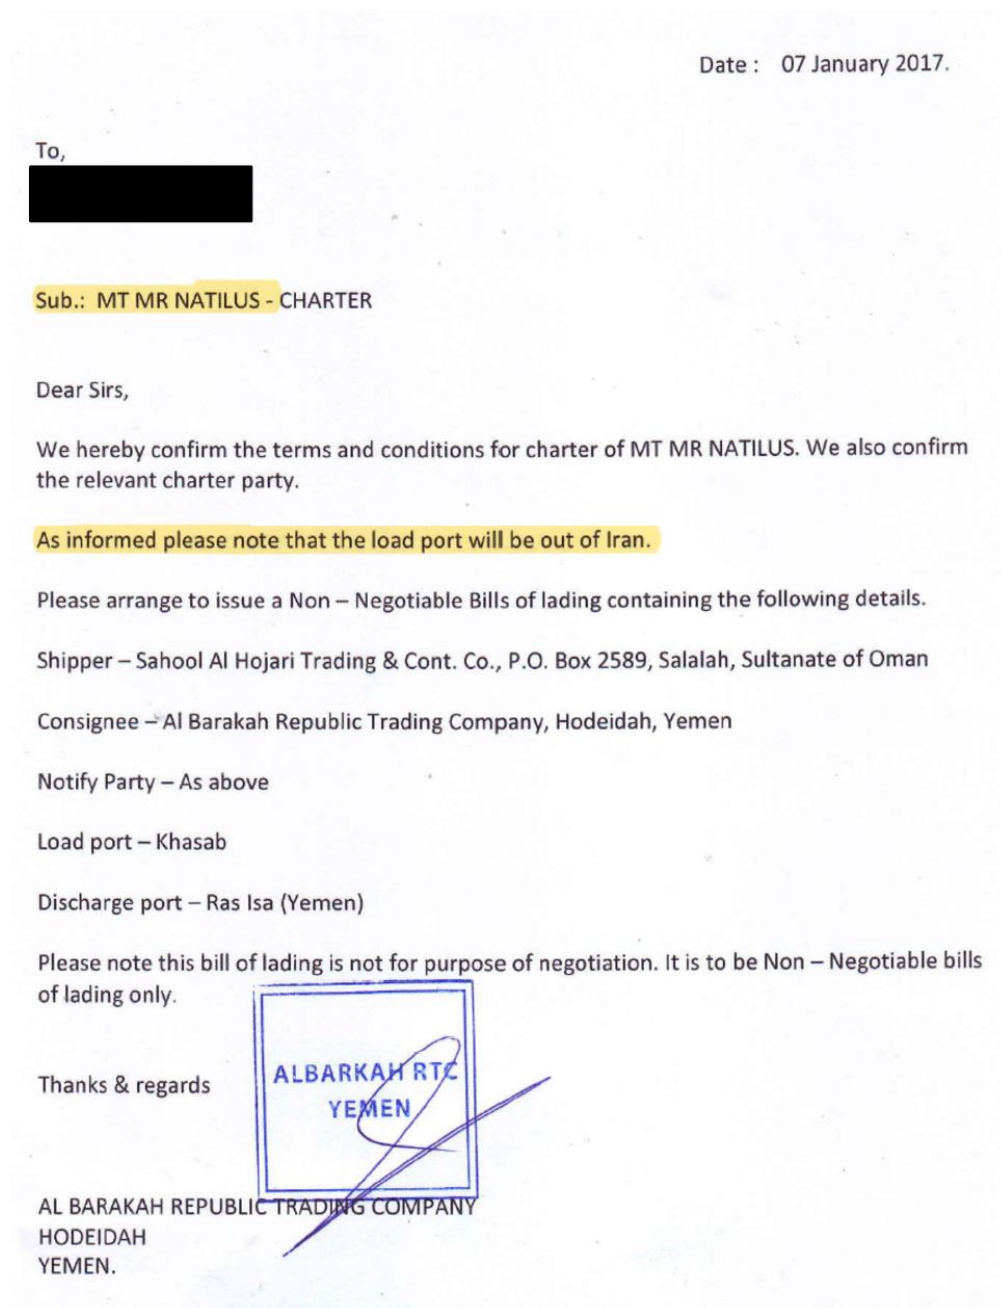 Date : 07 January 2017.
To,
Sub.: MT MR NATILUS - CHARTER
Dear Sirs,
We hereby confirm the terms and conditions for charter of MT MR NATILUS. We also confirm
the relevant charter party.
As informed please note that the load port will be out of Iran.
Please arrange to issue a Non – Negotiable Bills of lading containing the following details.
Shipper – Sahool Al Hojari Trading & Cont. Co., P.O. Box 2589, Salalah, Sultanate of Oman
Consignee – Al Barakah Republic Trading Company, Hodeidah, Yemen
Notify Party – As above
Load port – Khasab
Discharge port – Ras Isa (Yemen)
Please note this bill of lading is not for purpose of negotiation. It is to be Non – Negotiable bills
of lading only.
Thanks & regards
ALBARKAH RTC
YEMEN
AL BARAKAH REPUBLIC TRADING COMPANY
HODEIDAH
YEMEN.